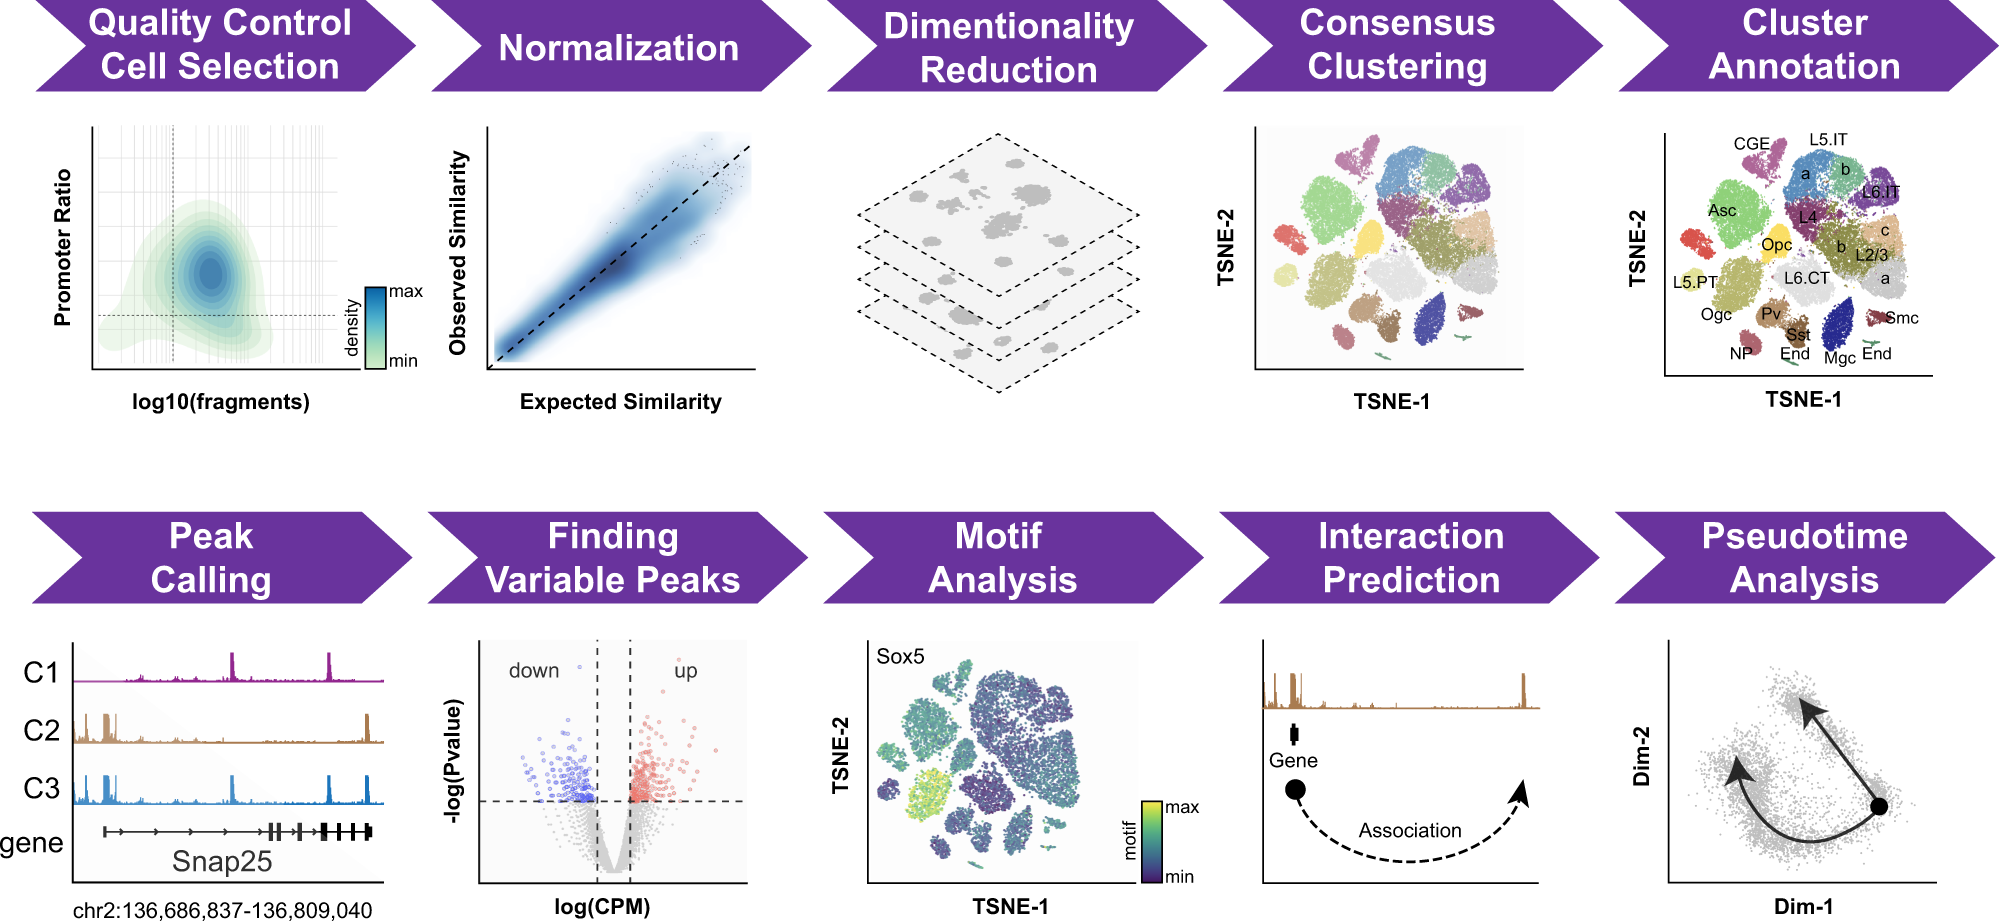 Quality Control
Cell Selection
Normalization
Dimentionality
Reduction
Consensus
Clustering
Cluster
Annotation
Promoter Ratio
log10(fragments)
density
max
min
Observed Similarity
Expected Similarity
TSNE-2
TSNE-1
TSNE-2
CGE
L5.IT
a
b
L6.IT
Asc
L4
c
Opc
b
L2/3
L5.PT
L6.CT
a
Ogc
Pv
Smc
Sst
NP
End
Mgc
End
TSNE-1
Peak
Calling
Finding
Variable Peaks
Motif
Analysis
Interaction
Prediction
Pseudotime
Analysis
C1
C2
C3
gene
Snap25
chr2:136,686,837-136,809,040
-log(Pvalue)
down
up
log(CPM)
Sox5
TSNE-2
motif
max
min
TSNE-1
Gene
Association
Dim-2
Dim-1